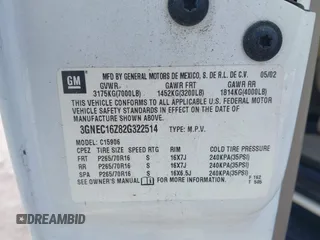 GM
MFD BY GENERAL MOTORS DE MEXICO, S. DE R.L. DE C.V. 05/02
GVWR GAWR FRT GAWR RR
3175KG(7000LB) 1452KG(3200LB) 1814KG(4000LB)
THIS VEHICLE CONFORMS TO ALL APPLICABLE U.S. FEDERAL MOTOR
VEHICLE SAFETY STANDARDS IN EFFECT ON THE DATE OF
MANUFACTURE SHOWN ABOVE.
3GNEC16Z82G322514 TYPE: M.P.V.
MODEL: C15906
CPEZ TIRE SIZE SPEED RTG RIM COLD TIRE PRESSURE
FRT P265/70R16 S 16X7J 240KPA(35PSI)
RR P265/70R16 S 16X7J 240KPA(35PSI)
SPA P265/70R16 S 16X6.5J 240KPA(35PSI)
SEE OWNER'S MANUAL FOR MORE INFORMATION
DREAMBID
DREAMBID